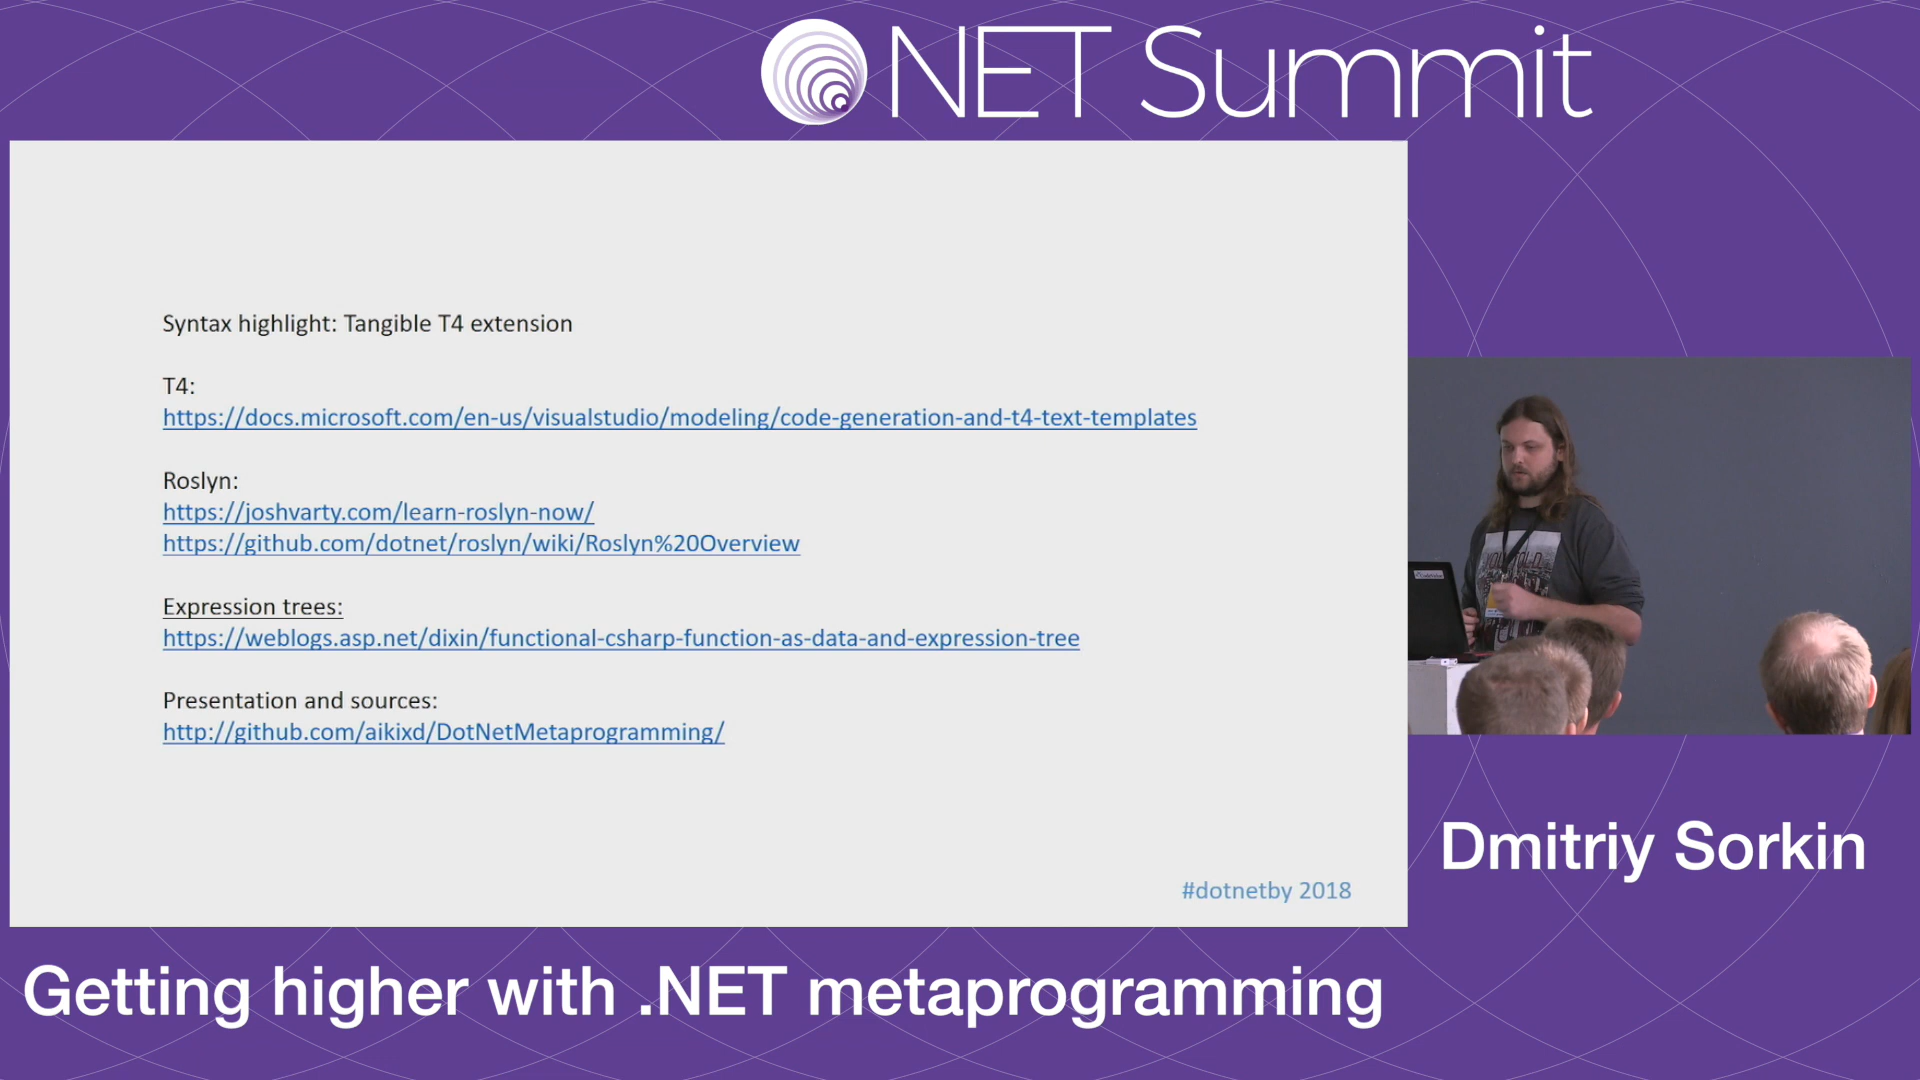 NET Summit
Syntax highlight: Tangible T4 extension
T4:
https://docs.microsoft.com/en-us/visualstudio/modeling/code-generation-and-t4-text-templates
Roslyn:
https://joshvarty.com/learn-roslyn-now/
https://github.com/dotnet/roslyn/wiki/Roslyn%20Overview
Expression trees:
https://weblogs.asp.net/dixin/functional-csharp-function-as-data-and-expression-tree
Presentation and sources:
http://github.com/aikixd/DotNetMetaprogramming/
#dotnetby 2018
Dmitriy Sorkin
Getting higher with .NET metaprogramming